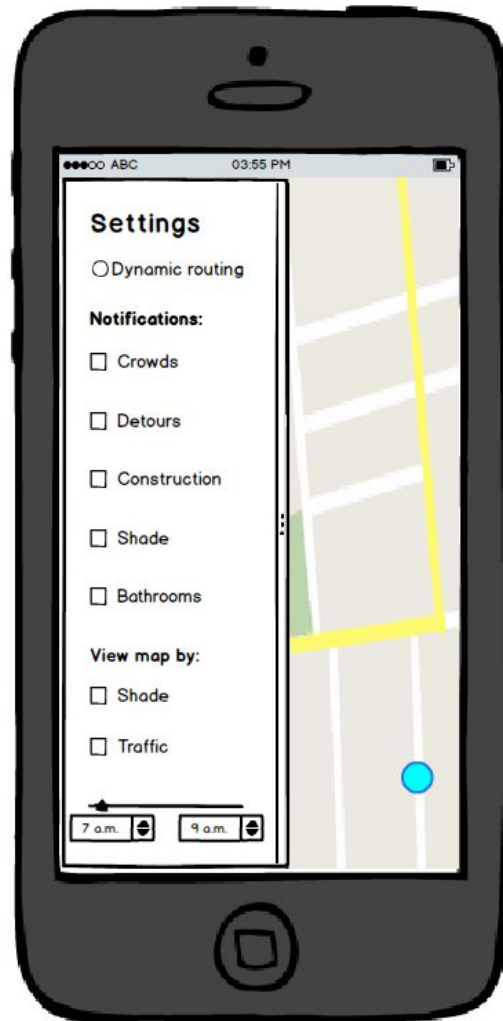 ABC 03:55 PM
Settings
Dynamic routing
Notifications:
Crowds
Detours
Construction
Shade
Bathrooms
View map by:
Shade
Traffic
7 a.m. 9 a.m.